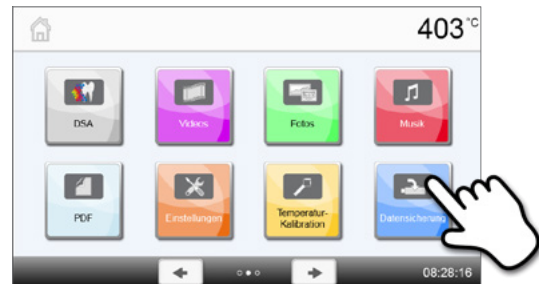 403°C
DSA
Videos
Fotos
Musik
PDF
Einstellungen
Temperatur-
Kalibration
Datensicherung
08:28:16